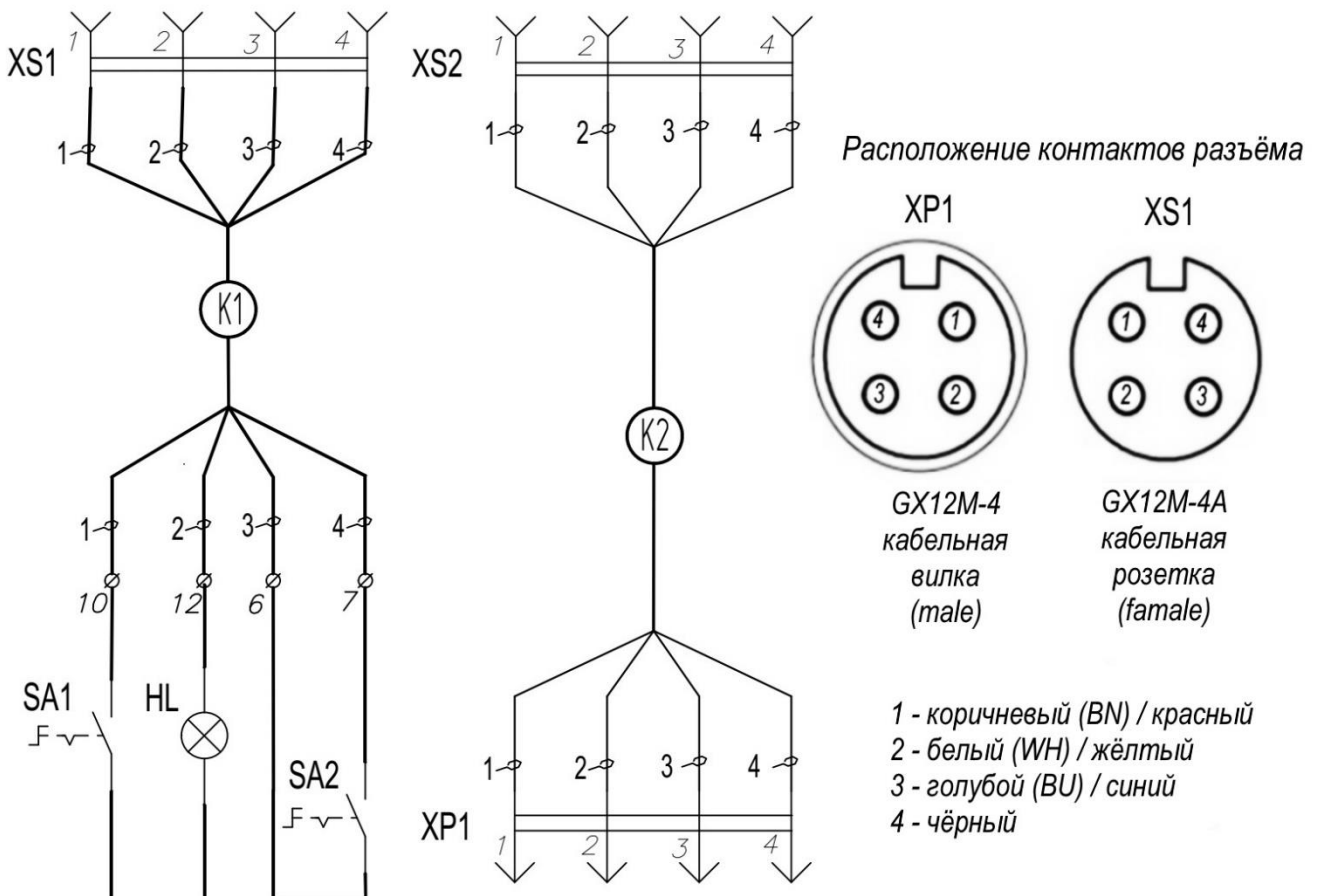 1 2 3 4
XS1
1 2 3 4
K1
1 2 3 4
10 12 6 7
SA1 HL
SA2
1 2 3 4
XS2
1 2 3 4
K2
1 2 3 4
XP1
1 2 3 4
Расположение контактов разъёма
XP1 XS1
4 1
3 2
1 4
2 3
GX12M-4
кабельная
вилка
(male)
GX12M-4A
кабельная
розетка
(famale)
1 - коричневый (BN) / красный
2 - белый (WH) / жёлтый
3 - голубой (BU) / синий
4 - чёрный